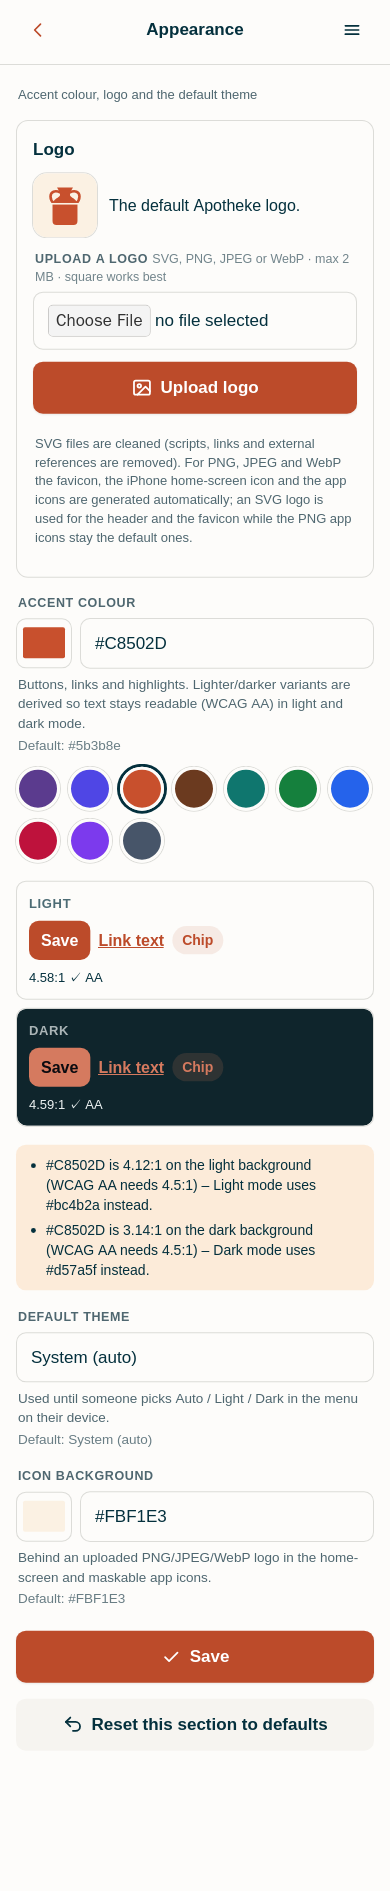 Appearance
Accent colour, logo and the default theme
Logo
The default Apotheke logo.
UPLOAD A LOGO SVG, PNG, JPEG or WebP · max 2
MB · square works best
Choose File no file selected
Upload logo
SVG files are cleaned (scripts, links and external
references are removed). For PNG, JPEG and WebP
the favicon, the iPhone home-screen icon and the app
icons are generated automatically; an SVG logo is
used for the header and the favicon while the PNG app
icons stay the default ones.
ACCENT COLOUR
#C8502D
Buttons, links and highlights. Lighter/darker variants are
derived so text stays readable (WCAG AA) in light and
dark mode.
Default: #5b3b8e
LIGHT
Save Link text Chip
4.58:1 ✓ AA
DARK
Save Link text Chip
4.59:1 ✓ AA
• #C8502D is 4.12:1 on the light background
(WCAG AA needs 4.5:1) – Light mode uses
#bc4b2a instead.
• #C8502D is 3.14:1 on the dark background
(WCAG AA needs 4.5:1) – Dark mode uses
#d57a5f instead.
DEFAULT THEME
System (auto)
Used until someone picks Auto / Light / Dark in the menu
on their device.
Default: System (auto)
ICON BACKGROUND
#FBF1E3
Behind an uploaded PNG/JPEG/WebP logo in the home-
screen and maskable app icons.
Default: #FBF1E3
Save
Reset this section to defaults